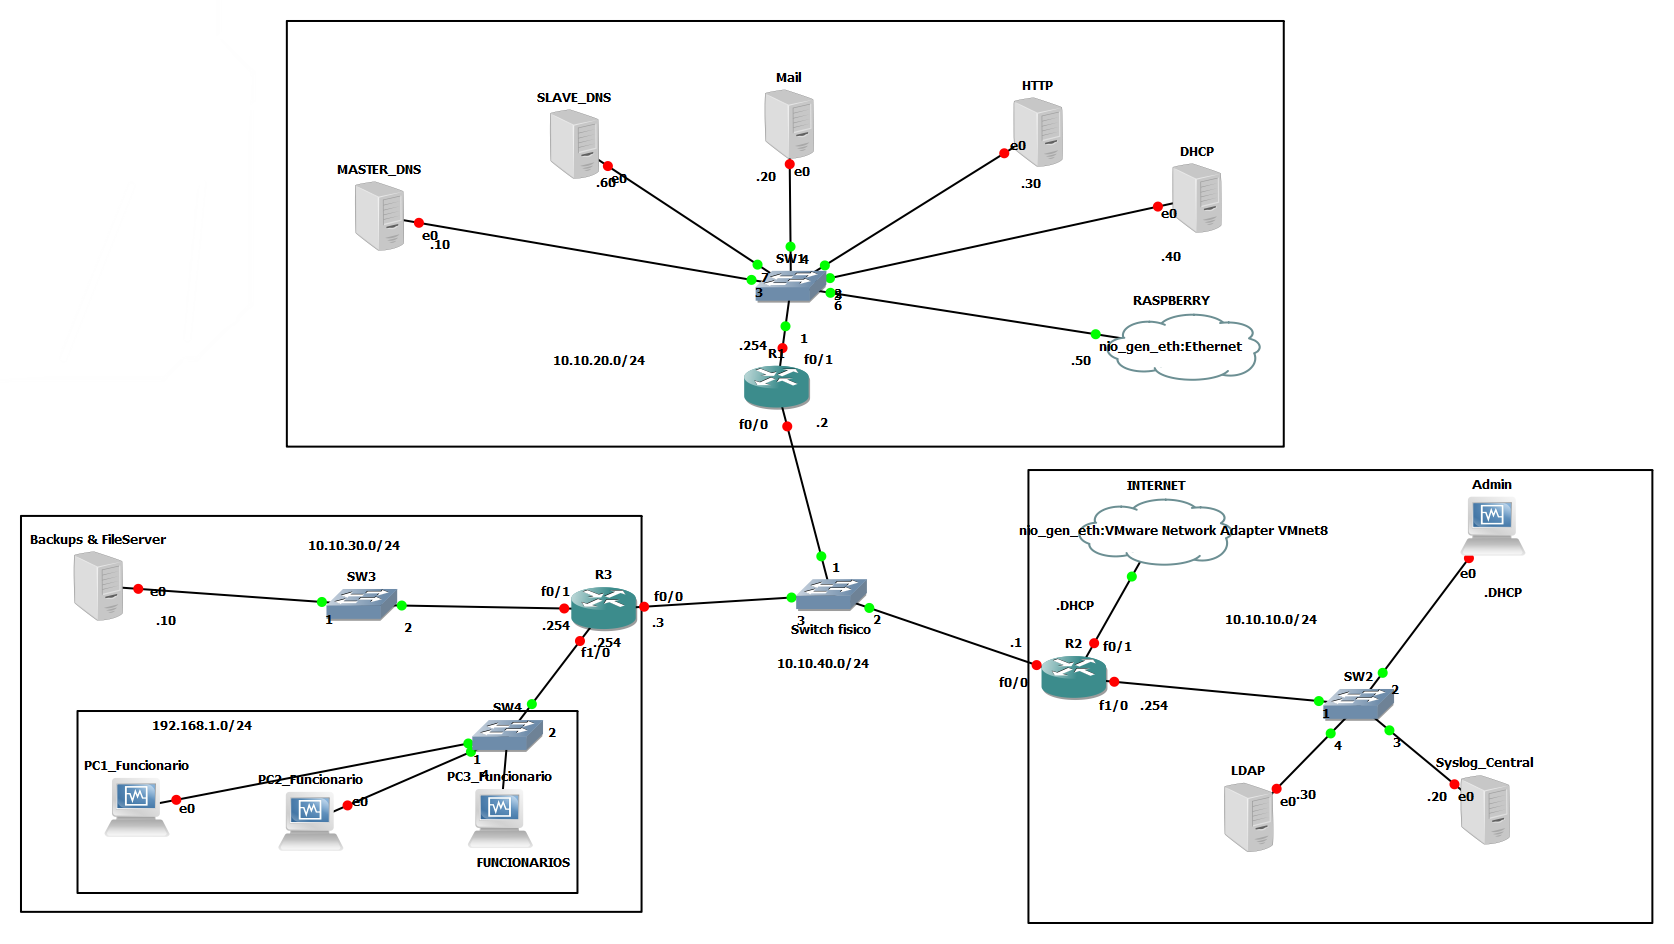 Mail
HTTP
SLAVE_DNS
DHCP
MASTER_DNS
e0
e0
.20
e0
.60
e0
.30
e0
e0
.10
.40
SW1
4
7
3
2
6
RASPBERRY
nio_gen_eth:Ethernet
.50
1
.254
R1
f0/1
10.10.20.0/24
f0/0
.2
INTERNET
nio_gen_eth:VMware Network Adapter VMnet8
Admin
e0
.DHCP
Backups & FileServer
10.10.30.0/24
e0
.10
SW3
1
2
R3
f0/1
f0/0
.254
.3
.254
f1/0
1
3
2
Switch fisico
10.10.40.0/24
.DHCP
10.10.10.0/24
.1
R2
f0/1
f0/0
f1/0
.254
SW2
2
1
4
3
LDAP
e0
.30
Syslog_Central
.20
e0
SW4
192.168.1.0/24
2
1
4
PC1_Funcionario
e0
PC2_Funcionario
e0
PC3_Funcionario
FUNCIONARIOS